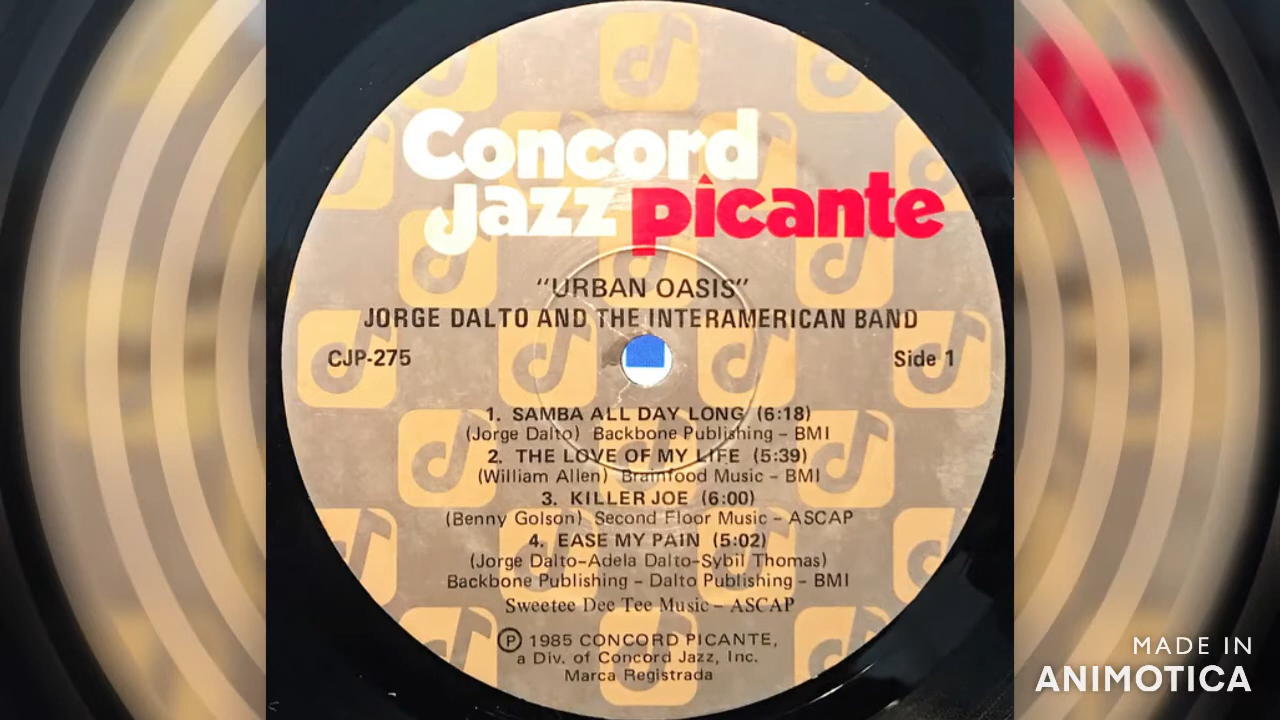 Concord
Jazz picante
"URBAN OASIS"
JORGE DALTO AND THE INTERAMERICAN BAND
CJP-275 Side 1
1. SAMBA ALL DAY LONG (6:18)
(Jorge Dalto) Backbone Publishing – BMI
2. THE LOVE OF MY LIFE (5:39)
(William Allen) Brainfood Music – BMI
3. KILLER JOE (6:00)
(Benny Golson) Second Floor Music – ASCAP
4. EASE MY PAIN (5:02)
(Jorge Dalto–Adela Dalto–Sybil Thomas)
Backbone Publishing – Dalto Publishing – BMI
Sweetee Dee Tee Music – ASCAP
Ⓟ 1985 CONCORD PICANTE,
a Div. of Concord Jazz, Inc.
Marca Registrada
MADE IN
ANIMOTICA